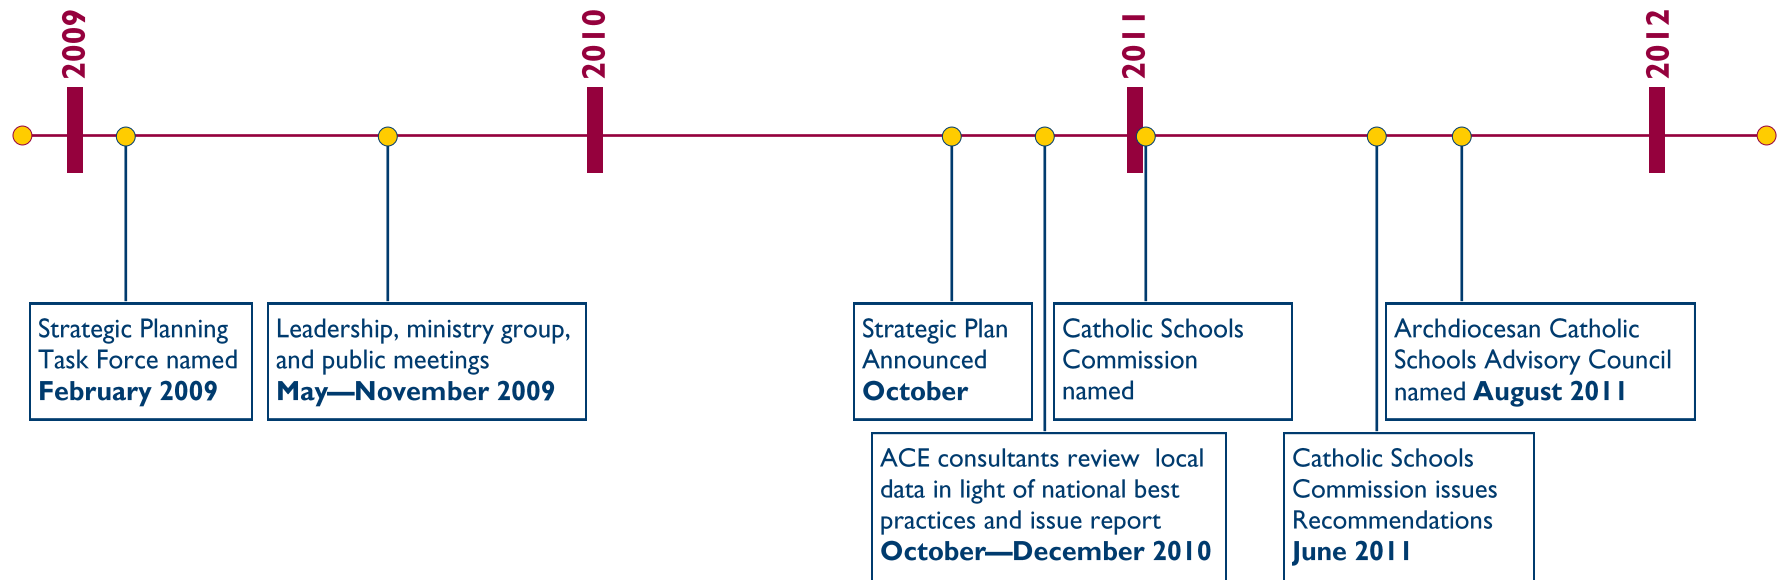 2009
2010
2011
2012
Strategic Planning
Task Force named
February 2009
Leadership, ministry group,
and public meetings
May—November 2009
Strategic Plan
Announced
October
Catholic Schools
Commission
named
Archdiocesan Catholic
Schools Advisory Council
named August 2011
ACE consultants review  local
data in light of national best
practices and issue report
October—December 2010
Catholic Schools
Commission issues
Recommendations
June 2011